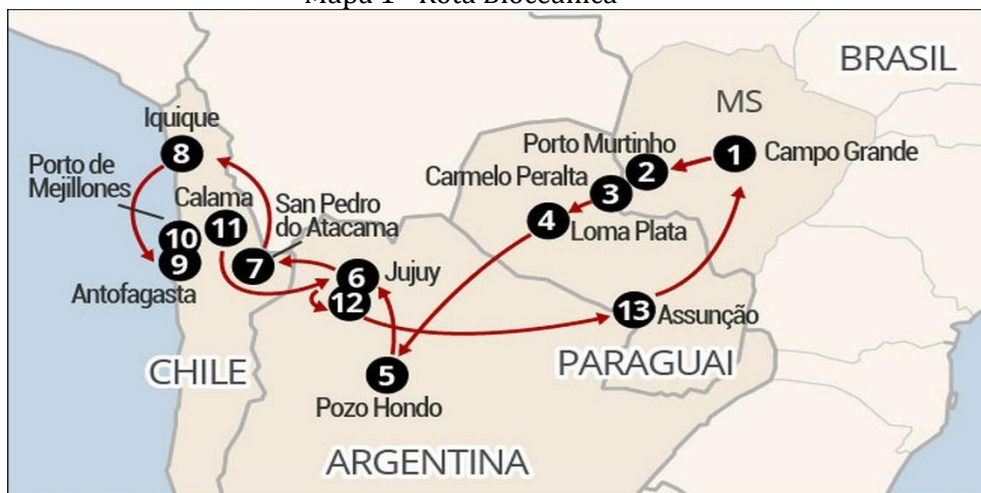 Mapa 1 - Rota Bioceânica
BRASIL
MS
Iquique
8
Porto Murtinho
2
1
Campo Grande
Porto de
Mejillones
Carmelo Peralta
3
Calama
11
San Pedro
do Atacama
4
Loma Plata
10
9
7
6
Jujuy
12
Antofagasta
13
Assunção
CHILE
5
PARAGUAI
Pozo Hondo
ARGENTINA